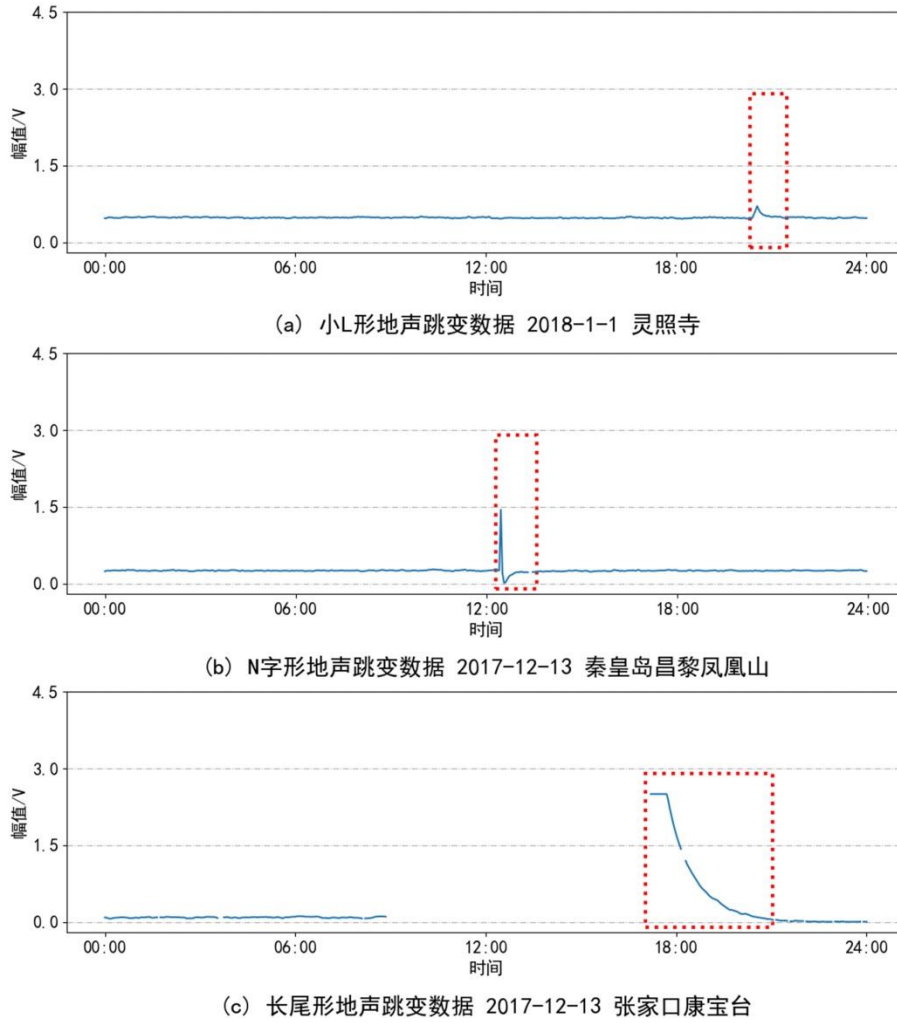 4.5
3.0
1.5
0.0
幅值/V
00:00 06:00 12:00 18:00 24:00
时间
(a) 小L形地声跳变数据 2018-1-1 灵照寺
4.5
3.0
1.5
0.0
幅值/V
00:00 06:00 12:00 18:00 24:00
时间
(b) N字形地声跳变数据 2017-12-13 秦皇岛昌黎凤凰山
4.5
3.0
1.5
0.0
幅值/V
00:00 06:00 12:00 18:00 24:00
时间
(c) 长尾形地声跳变数据 2017-12-13 张家口康宝台